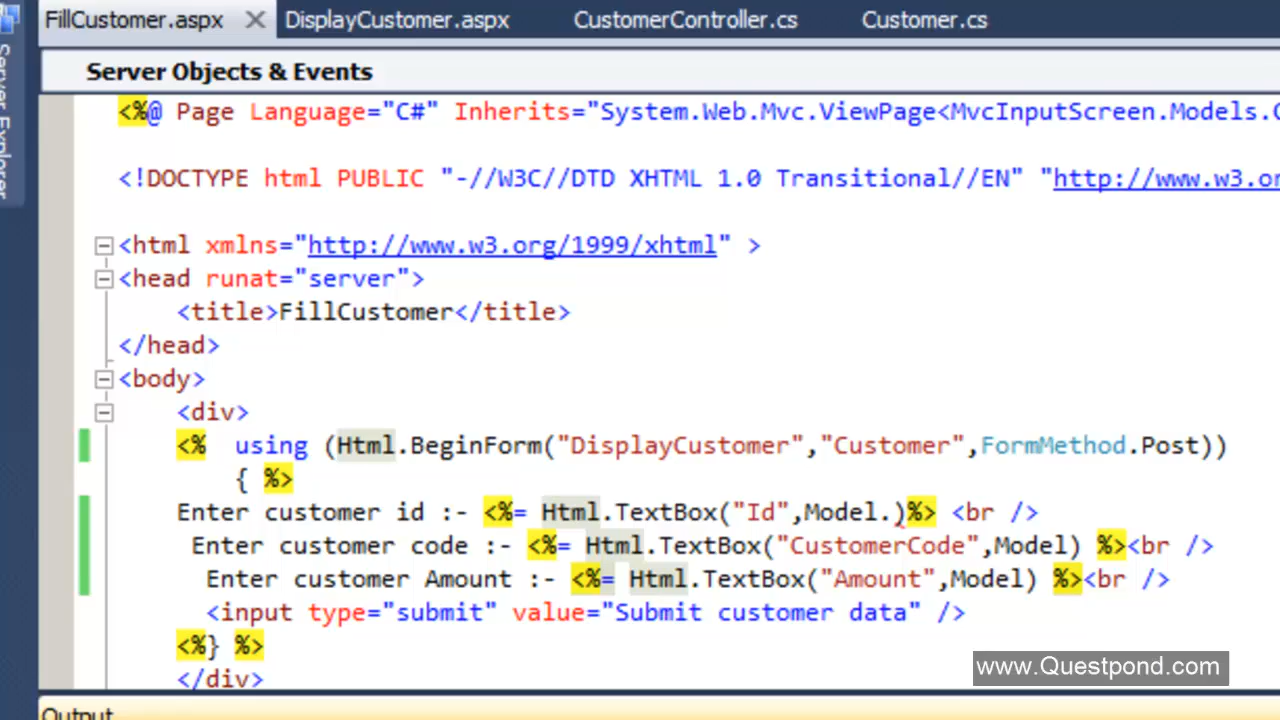 FillCustomer.aspx DisplayCustomer.aspx CustomerController.cs Customer.cs
Server Explorer
Server Objects & Events
<%@ Page Language="C#" Inherits="System.Web.Mvc.ViewPage<MvcInputScreen.Models.C
<!DOCTYPE html PUBLIC "-//W3C//DTD XHTML 1.0 Transitional//EN" "http://www.w3.or
<html xmlns="http://www.w3.org/1999/xhtml" >
<head runat="server">
<title>FillCustomer</title>
</head>
<body>
<div>
<% using (Html.BeginForm("DisplayCustomer","Customer",FormMethod.Post))
{ %>
Enter customer id :- <%= Html.TextBox("Id",Model.)%> <br />
Enter customer code :- <%= Html.TextBox("CustomerCode",Model) %><br />
Enter customer Amount :- <%= Html.TextBox("Amount",Model) %><br />
<input type="submit" value="Submit customer data" />
<%} %>
</div>
www.Questpond.com
Output